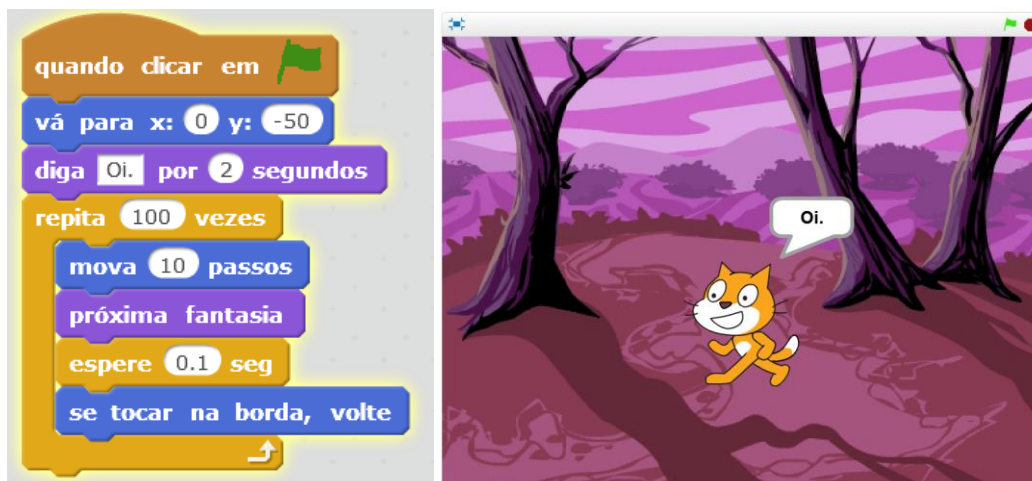 quando clicar em
vá para x: 0 y: -50
diga Oi. por 2 segundos
repita 100 vezes
mova 10 passos
próxima fantasia
espere 0.1 seg
se tocar na borda, volte
Oi.